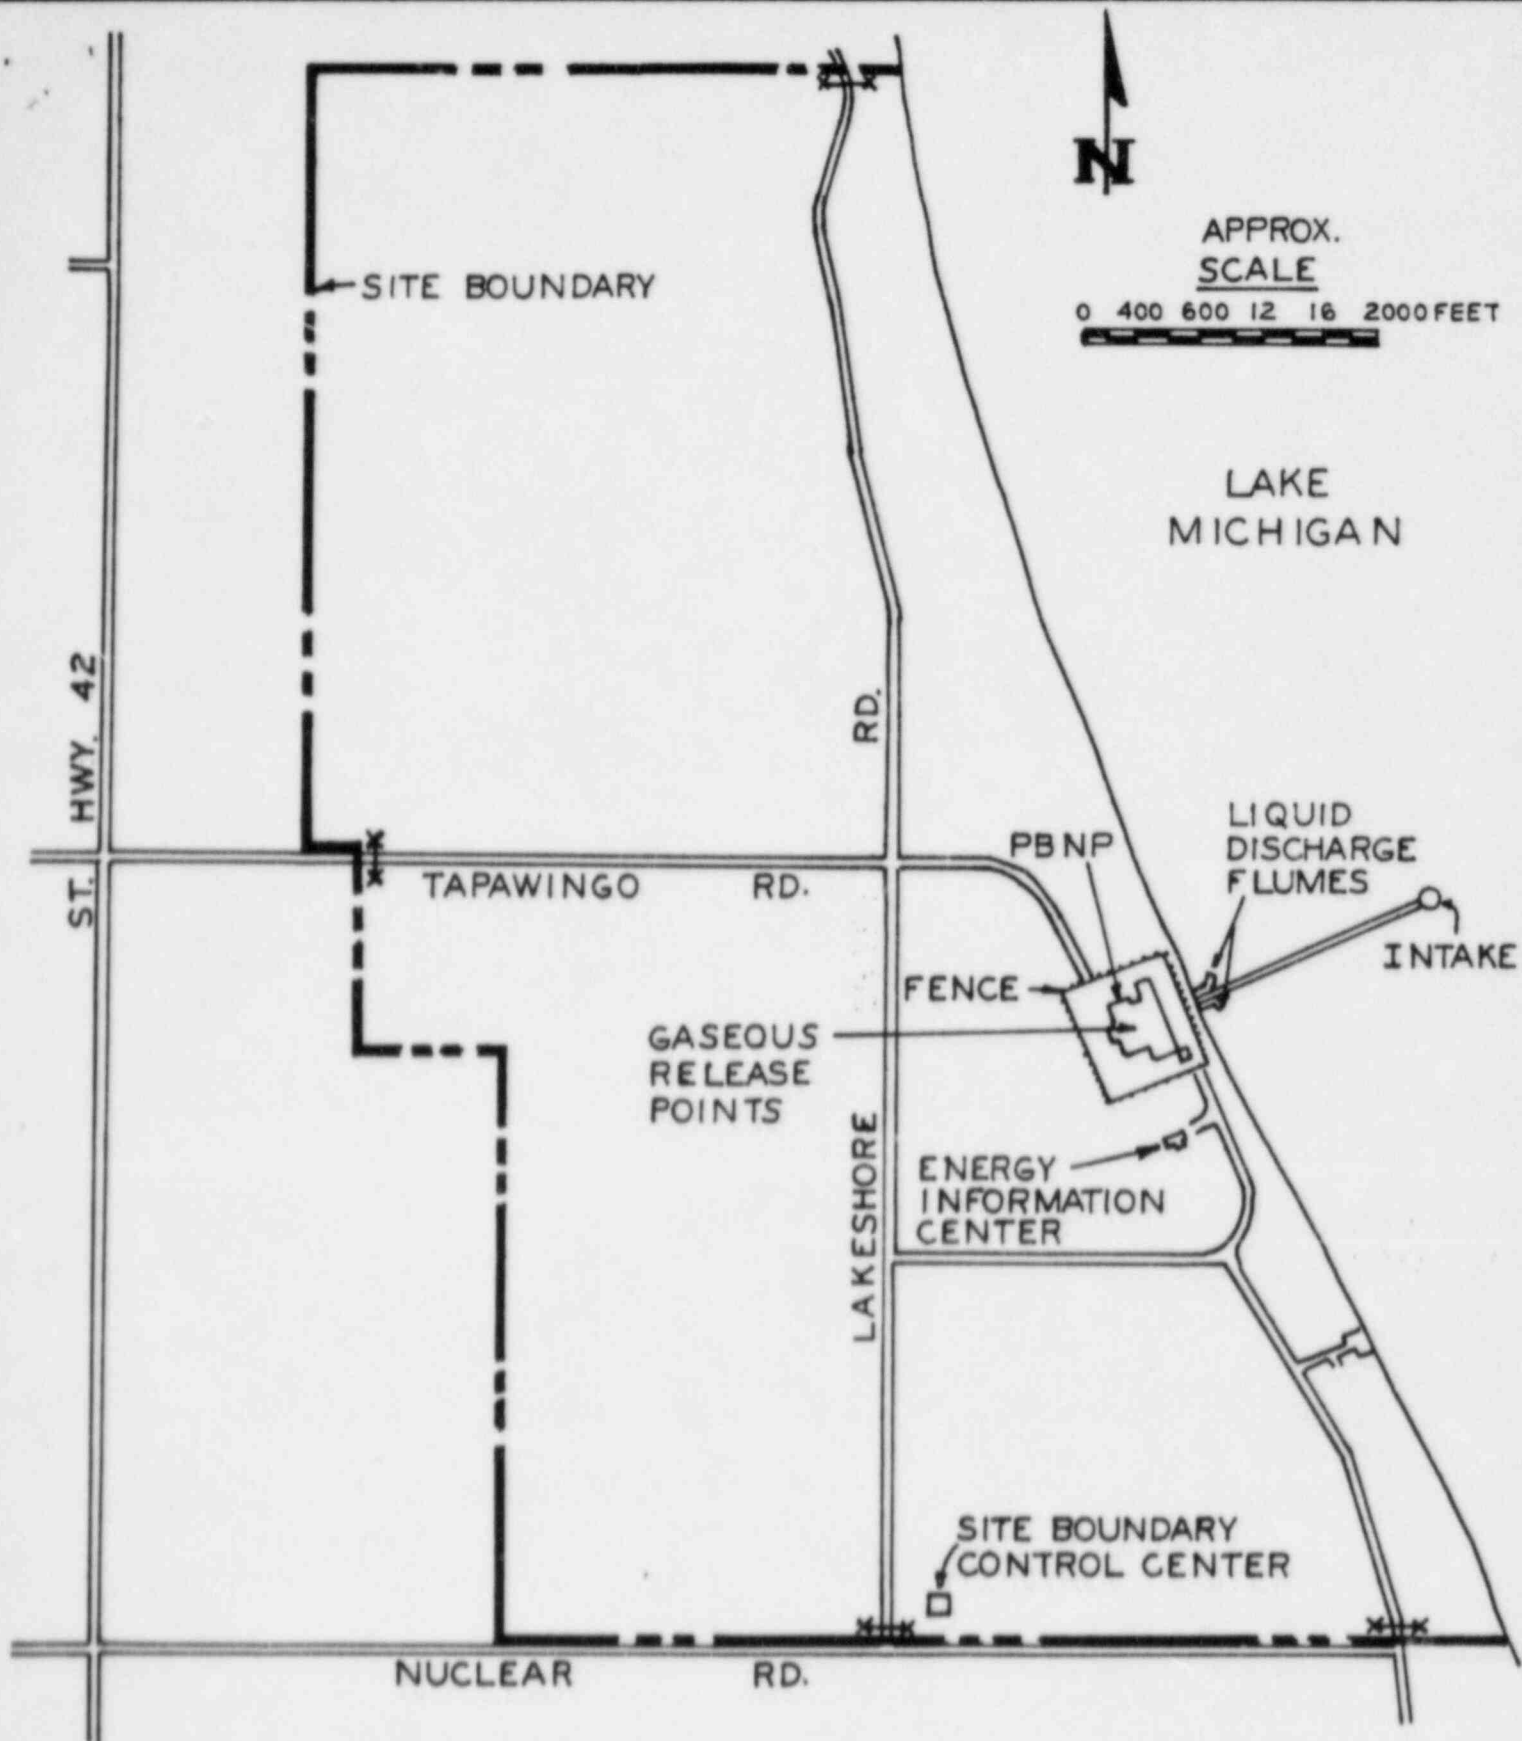 N
APPROX.
SCALE
0 400 600 12 16 2000 FEET
SITE BOUNDARY
LAKE
MICHIGAN
ST. HWY. 42
RD.
LAKESHORE
TAPAWINGO RD.
PBNP
LIQUID
DISCHARGE
FLUMES
INTAKE
FENCE
GASEOUS
RELEASE
POINTS
ENERGY
INFORMATION
CENTER
SITE BOUNDARY
CONTROL CENTER
NUCLEAR RD.